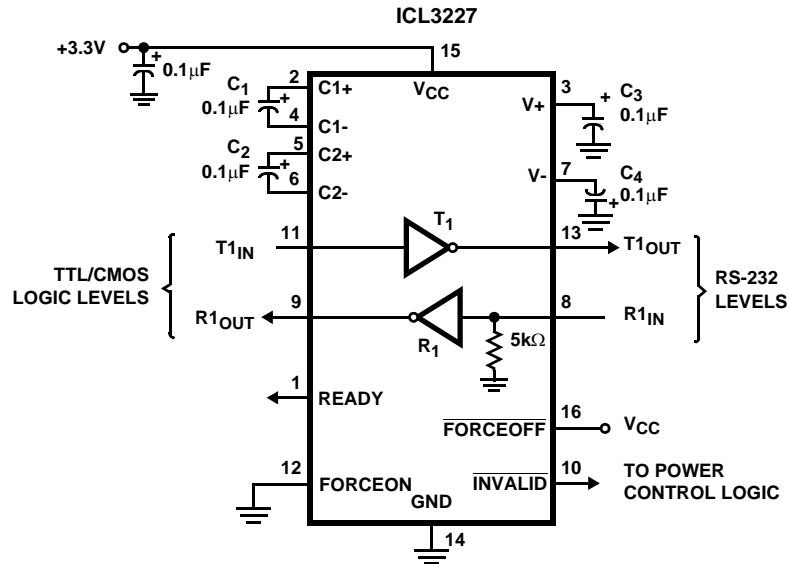 ICL3227
+3.3V
+
0.1µF
15
VCC
C1
0.1µF
+
2
C1+
4
C1-
C2
0.1µF
+
5
C2+
6
C2-
3
V+
+
C3
0.1µF
7
V-
C4
0.1µF
+
TTL/CMOS
LOGIC LEVELS
T1IN
11
T1
13
T1OUT
RS-232
LEVELS
R1OUT
9
R1
5kΩ
8
R1IN
1
READY
16
FORCEOFF
VCC
12
FORCEON
10
INVALID
TO POWER
CONTROL LOGIC
GND
14